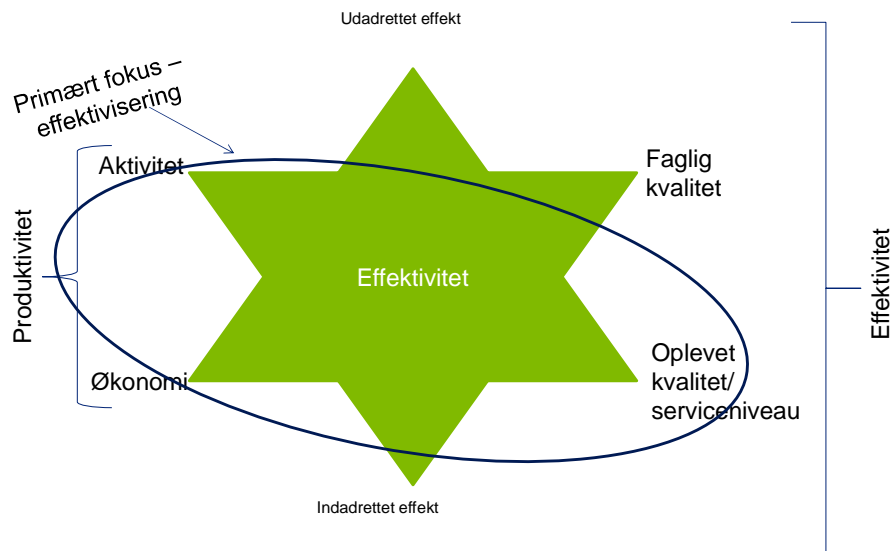 Udadrettet effekt
Primært fokus –
effektivisering
Aktivitet
Faglig
kvalitet
Produktivitet
Effektivitet
Effektivitet
Økonomi
Oplevet
kvalitet/
serviceniveau
Indadrettet effekt